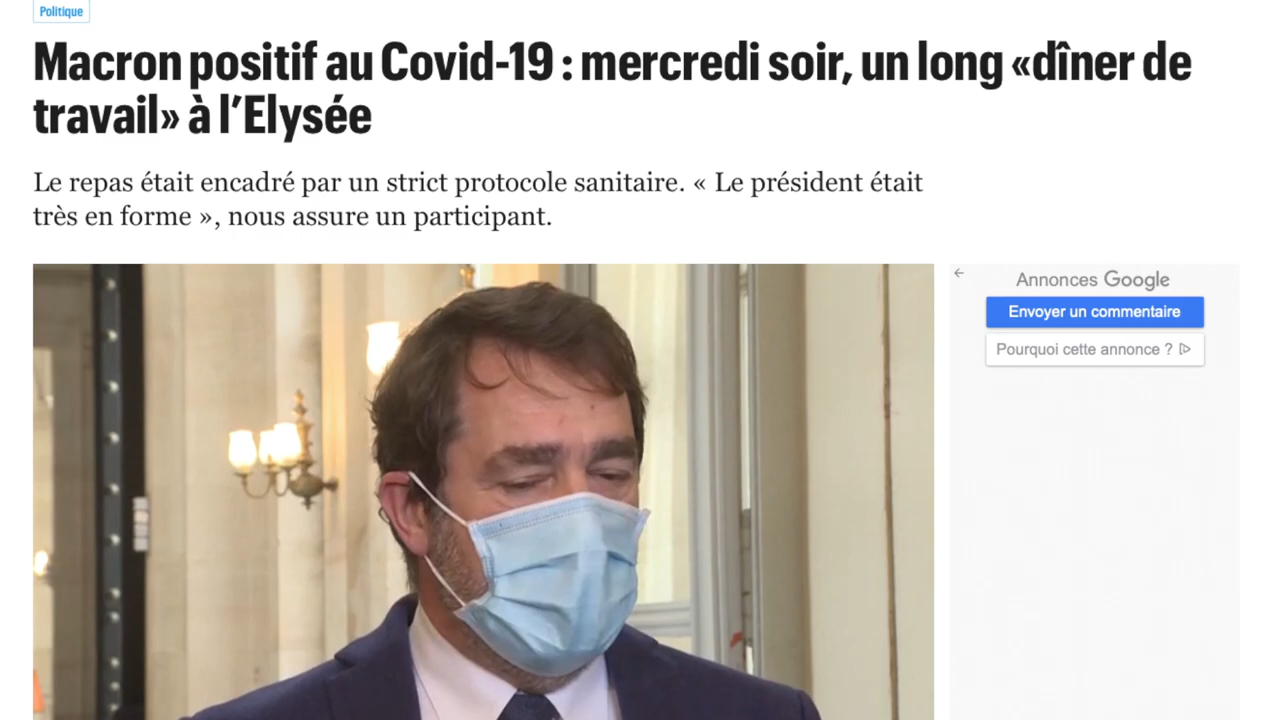 Politique
Macron positif au Covid-19 : mercredi soir, un long «dîner de
travail» à l’Elysée
Le repas était encadré par un strict protocole sanitaire. « Le président était
très en forme », nous assure un participant.
Annonces Google
Envoyer un commentaire
Pourquoi cette annonce ?